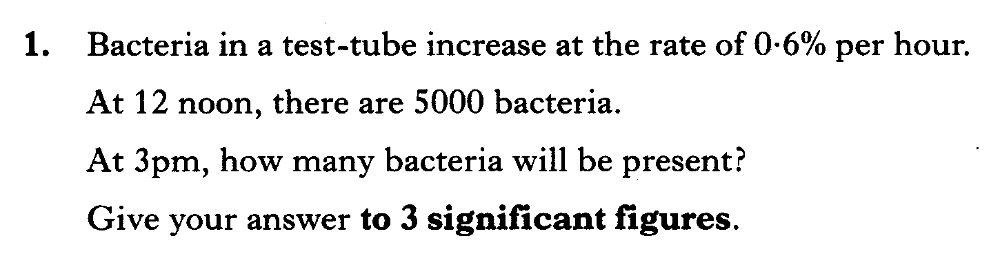 1. Bacteria in a test-tube increase at the rate of 0·6% per hour.
At 12 noon, there are 5000 bacteria.
At 3pm, how many bacteria will be present?
Give your answer to 3 significant figures.